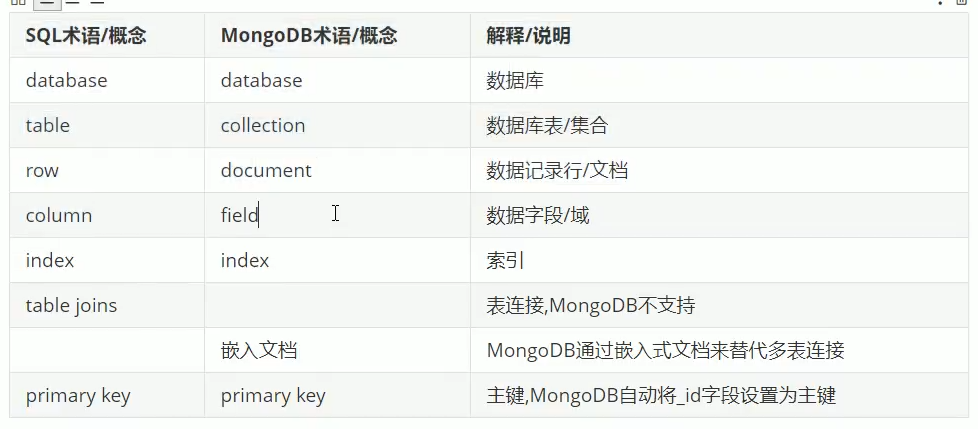 SQL术语/概念 MongoDB术语/概念 解释/说明
database database 数据库
table collection 数据库表/集合
row document 数据记录行/文档
column field 数据字段/域
index index 索引
table joins 表连接,MongoDB不支持
嵌入文档 MongoDB通过嵌入式文档来替代多表连接
primary key primary key 主键,MongoDB自动将_id字段设置为主键